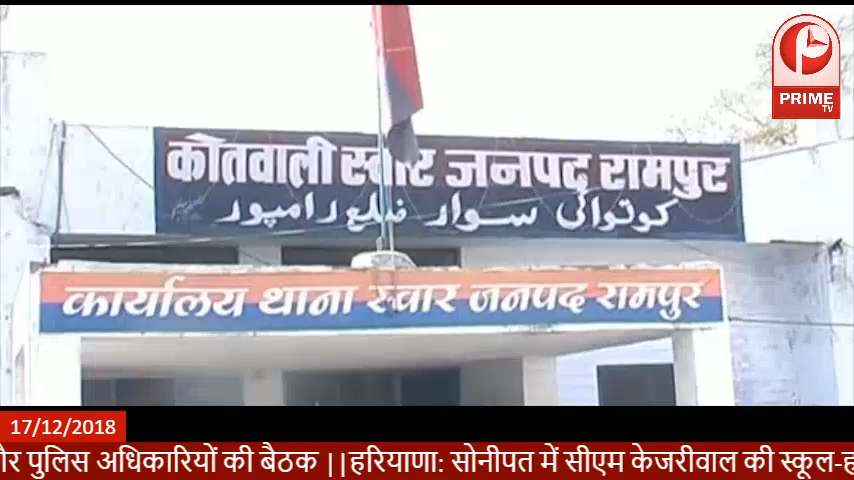 PRIME
TV
कोतवाली स्वार जनपद रामपुर
کوتوالی سوار ضلع رامپور
कार्यालय थाना स्वार जनपद रामपुर
17/12/2018
और पुलिस अधिकारियों की बैठक ||हरियाणा: सोनीपत में सीएम केजरीवाल की स्कूल-ह